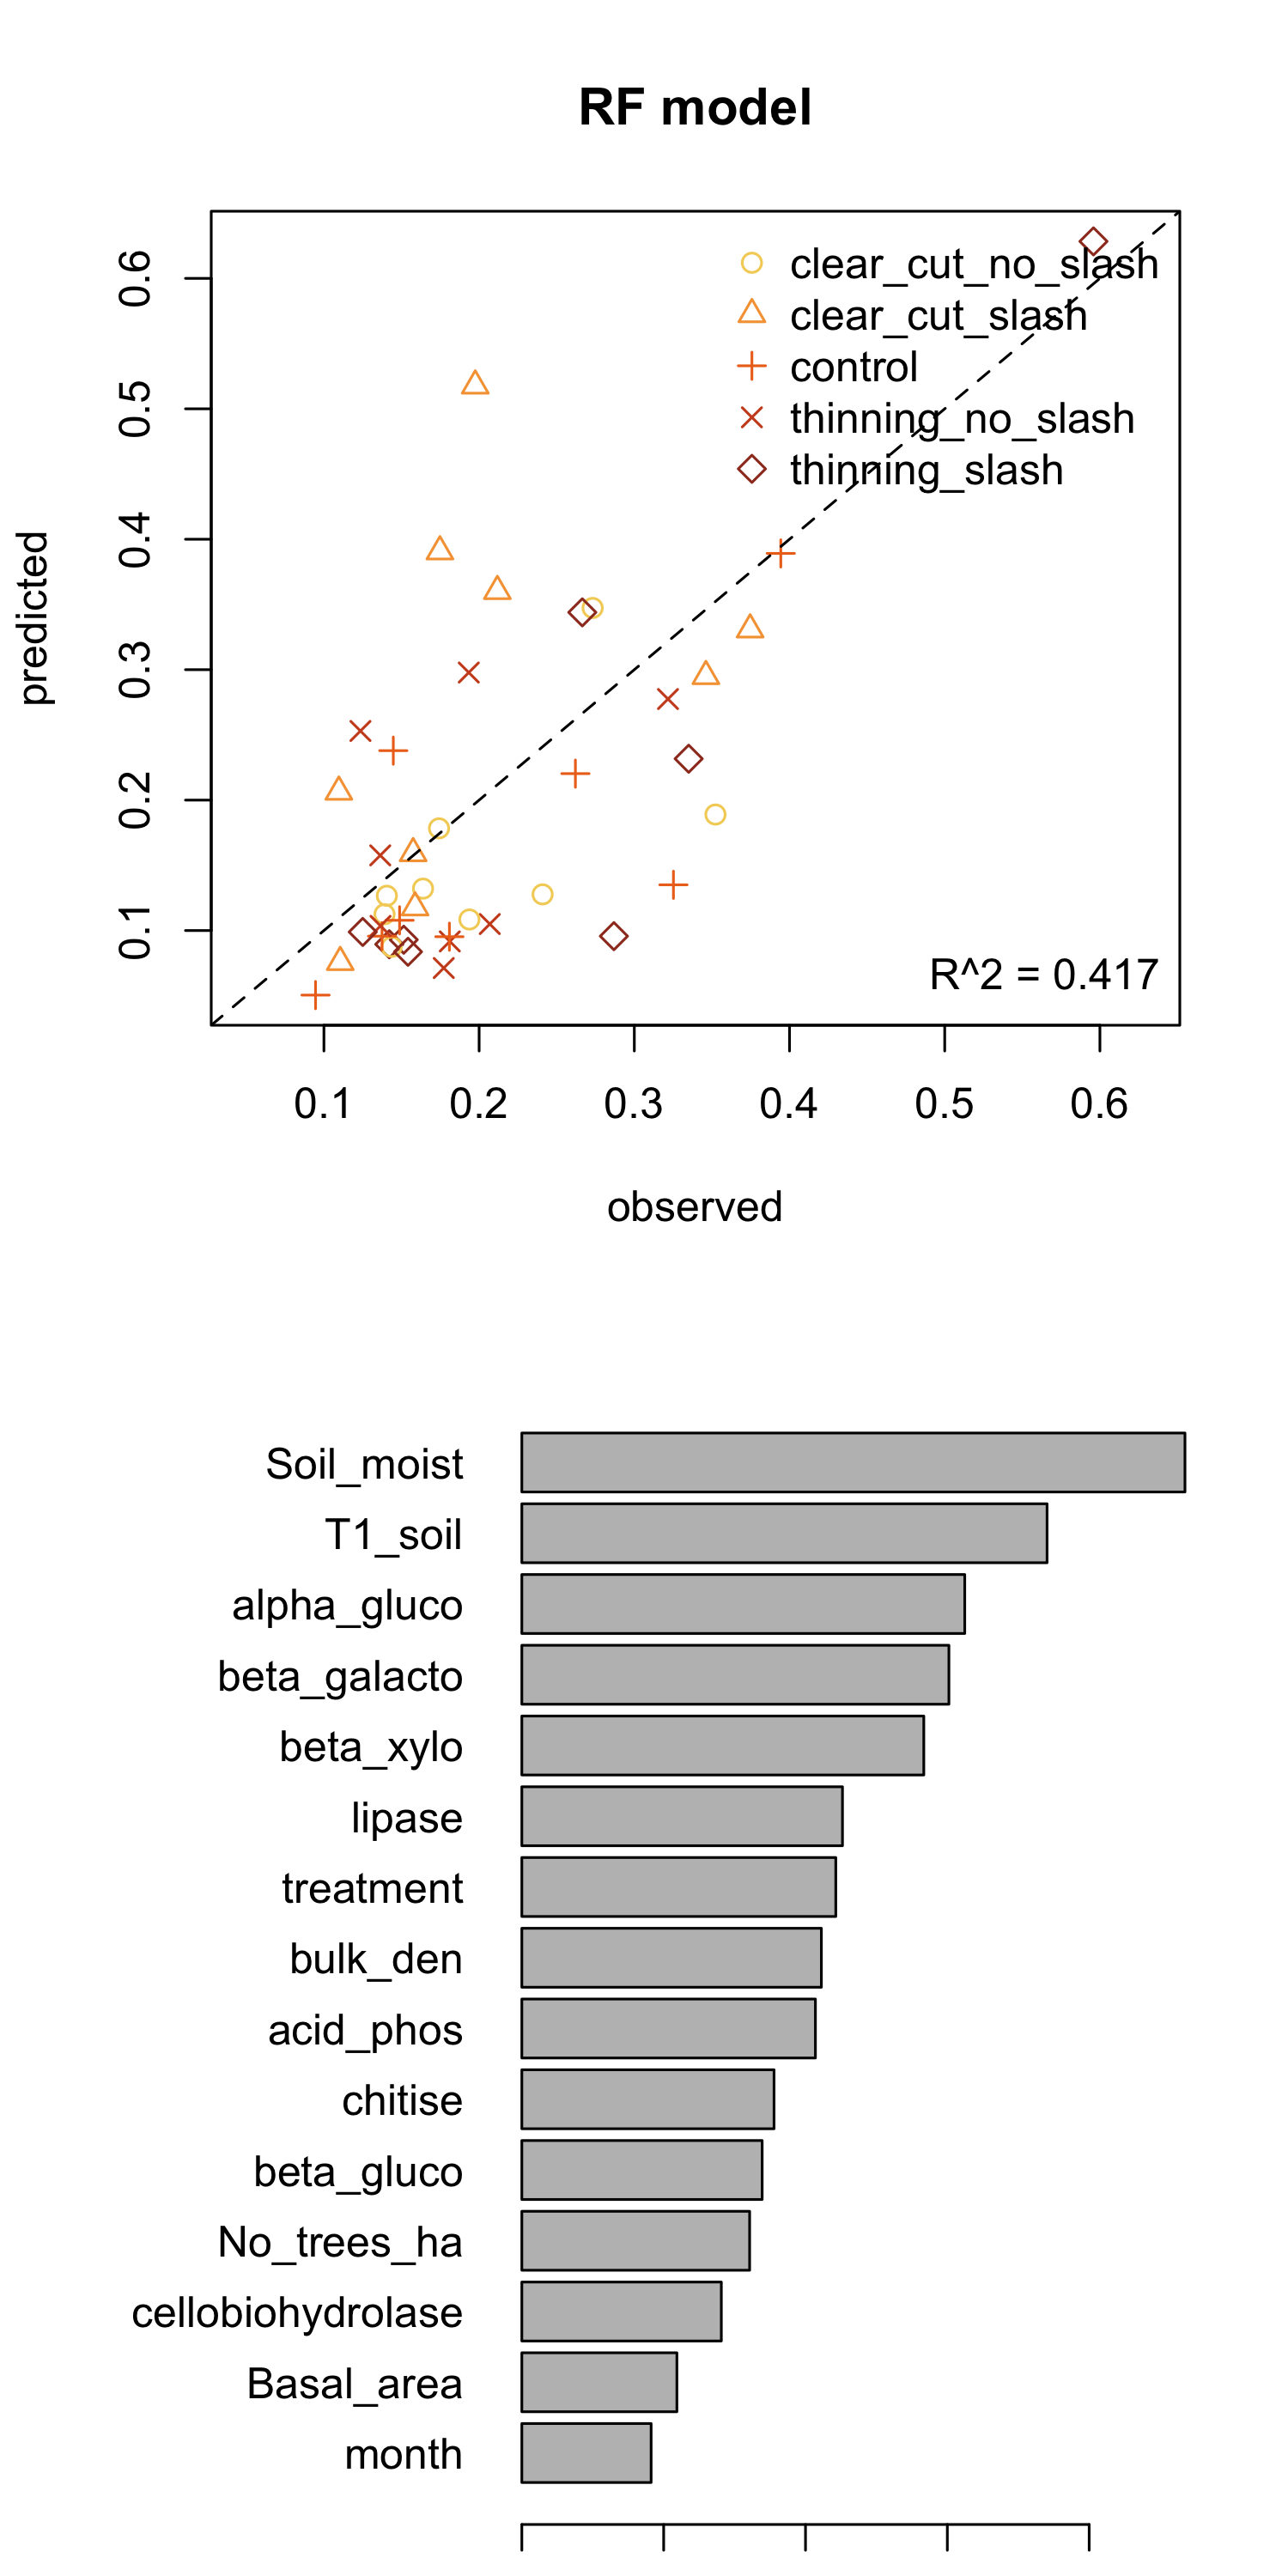 RF model
clear_cut_no_slash
clear_cut_slash
control
thinning_no_slash
thinning_slash
R^2 = 0.417
predicted
0.6
0.5
0.4
0.3
0.2
0.1
0.1 0.2 0.3 0.4 0.5 0.6
observed
Soil_moist
T1_soil
alpha_gluco
beta_galacto
beta_xylo
lipase
treatment
bulk_den
acid_phos
chitise
beta_gluco
No_trees_ha
cellobiohydrolase
Basal_area
month